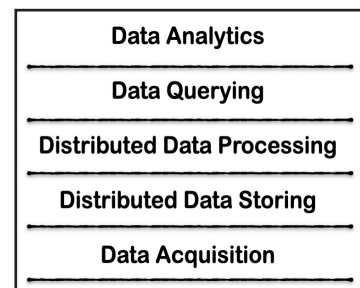 Data Analytics
Data Querying
Distributed Data Processing
Distributed Data Storing
Data Acquisition